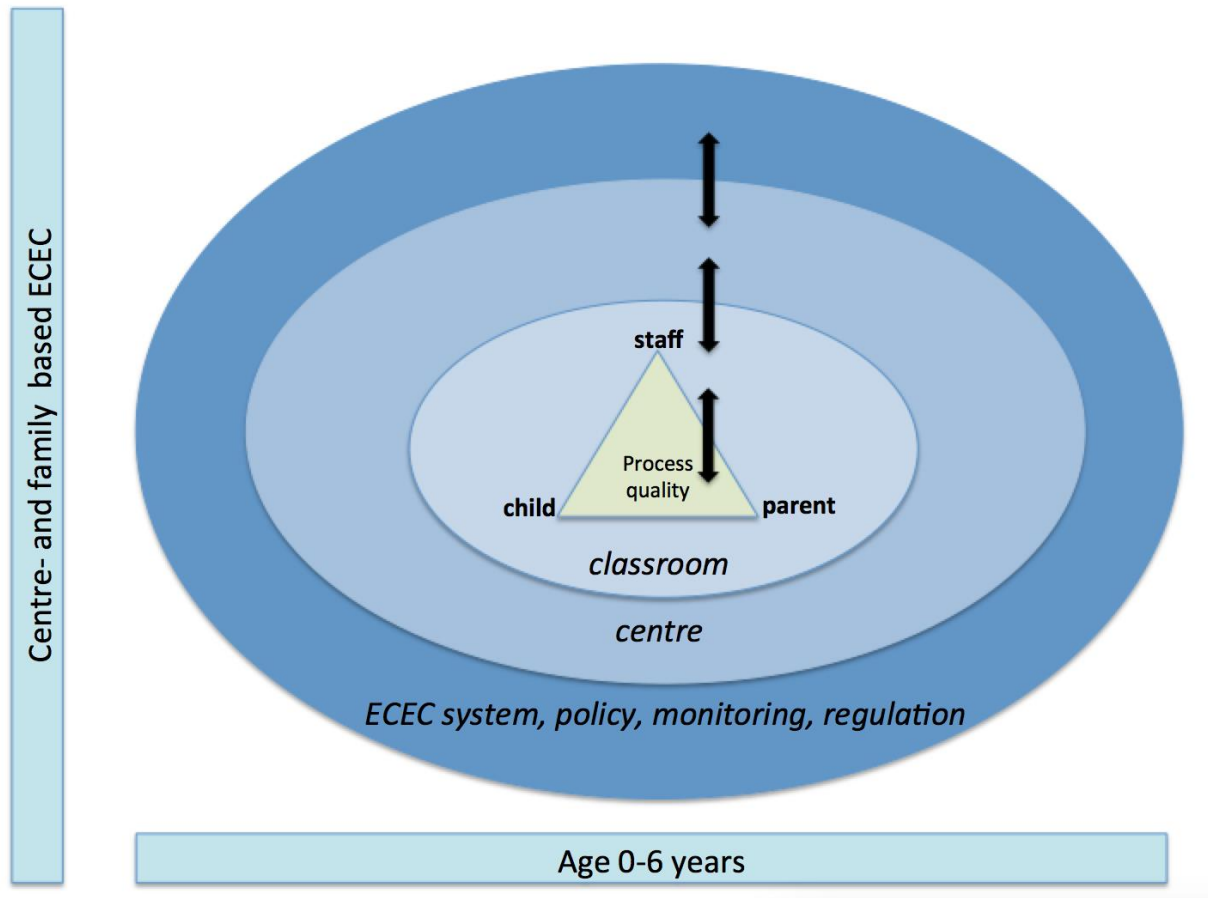 Centre- and family based ECEC
staff
Process
quality
child
parent
classroom
centre
ECEC system, policy, monitoring, regulation
Age 0-6 years